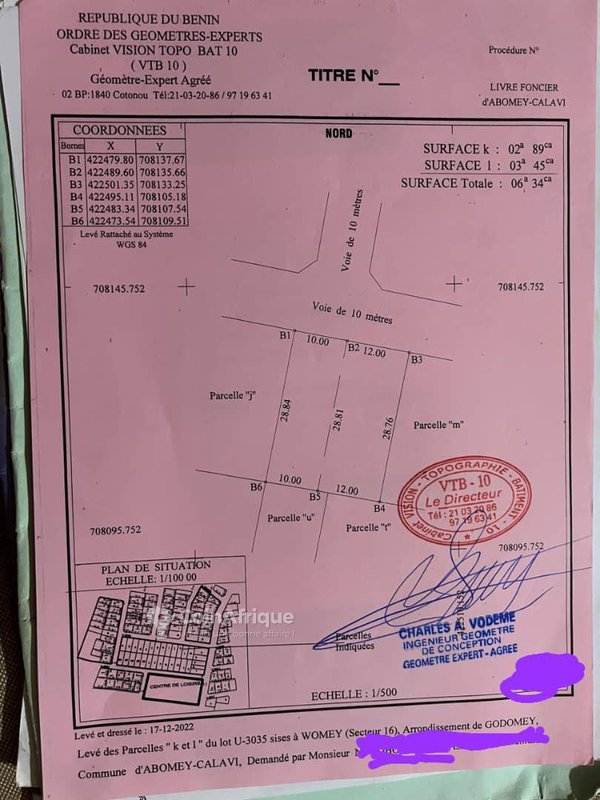 REPUBLIQUE DU BENIN
ORDRE DES GEOMETRES-EXPERTS
Cabinet VISION TOPO BAT 10
( VTB 10 )
Géomètre-Expert Agréé
02 BP:1840 Cotonou Tél:21-03-20-86 / 97 19 63 41
TITRE N°__
Procédure N°
LIVRE FONCIER
d'ABOMEY-CALAVI
COORDONNEES
Bornes X Y
B1 422479.80 708137.67
B2 422489.60 708135.66
B3 422501.35 708133.25
B4 422495.11 708105.18
B5 422483.34 708107.54
B6 422473.54 708109.51
Levé Rattaché au Système
WGS 84
NORD
SURFACE k : 02a 89ca
SURFACE l : 03a 45ca
SURFACE Totale : 06a 34ca
Voie de 10 mètres
708145.752
708145.752
Voie de 10 mètres
B1
10.00
B2
12.00
B3
Parcelle "j"
28.84
28.81
28.76
Parcelle "m"
B6
10.00
B5
12.00
B4
Parcelle "u"
Parcelle "t"
708095.752
708095.752
Cabinet VISION - TOPOGRAPHIE - BATIMENT - 10
VTB - 10
Le Directeur
Tél : 21 03 20 86
97 19 63 41
PLAN DE SITUATION
ECHELLE: 1/100 00
CENTRE DE LOISIRS
CoinAfrique
bonne affaire !
Parcelles
Indiquées
CHARLES A. VODEME
INGENIEUR GEOMETRE
DE CONCEPTION
GEOMETRE EXPERT-AGREE
ECHELLE : 1/500
Levé et dressé le : 17-12-2022
Levé des Parcelles " k et l " du lot U-3035 sises à WOMEY (Secteur 16), Arrondissement de GODOMEY,
Commune d'ABOMEY-CALAVI, Demandé par Monsieur